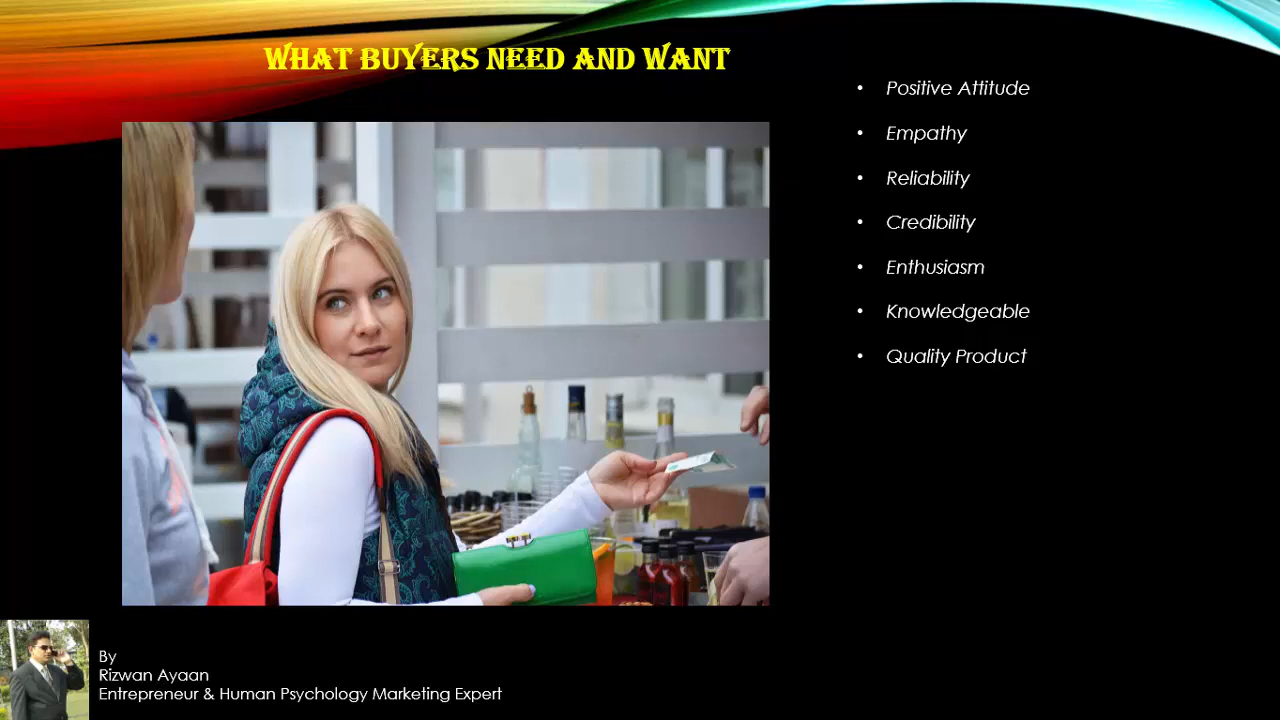 WHAT BUYERS NEED AND WANT
• Positive Attitude
• Empathy
• Reliability
• Credibility
• Enthusiasm
• Knowledgeable
• Quality Product
By
Rizwan Ayaan
Entrepreneur & Human Psychology Marketing Expert